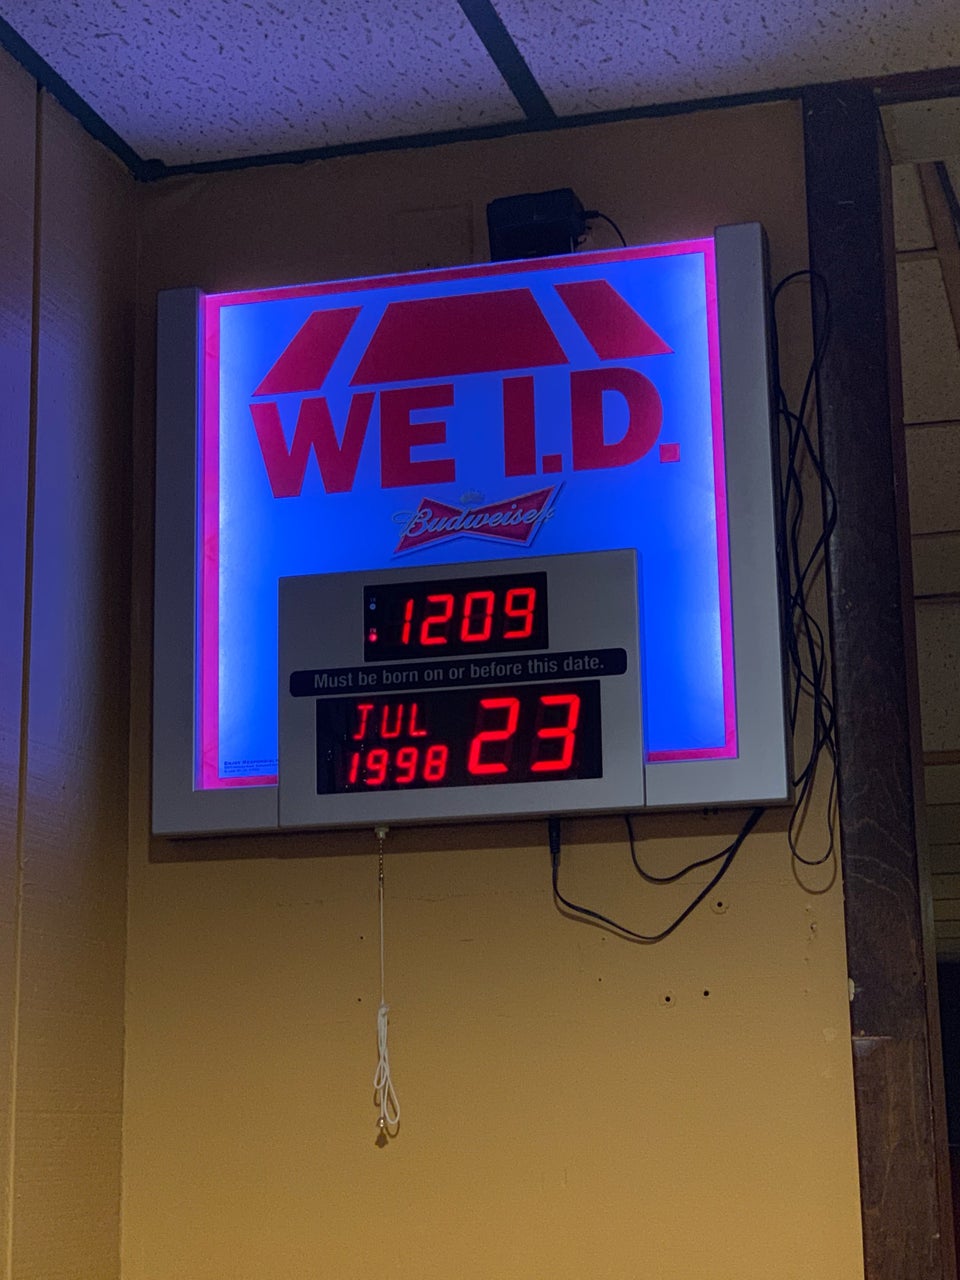 WE I.D.
Budweiser
1209
Must be born on or before this date.
JUL 23
1998